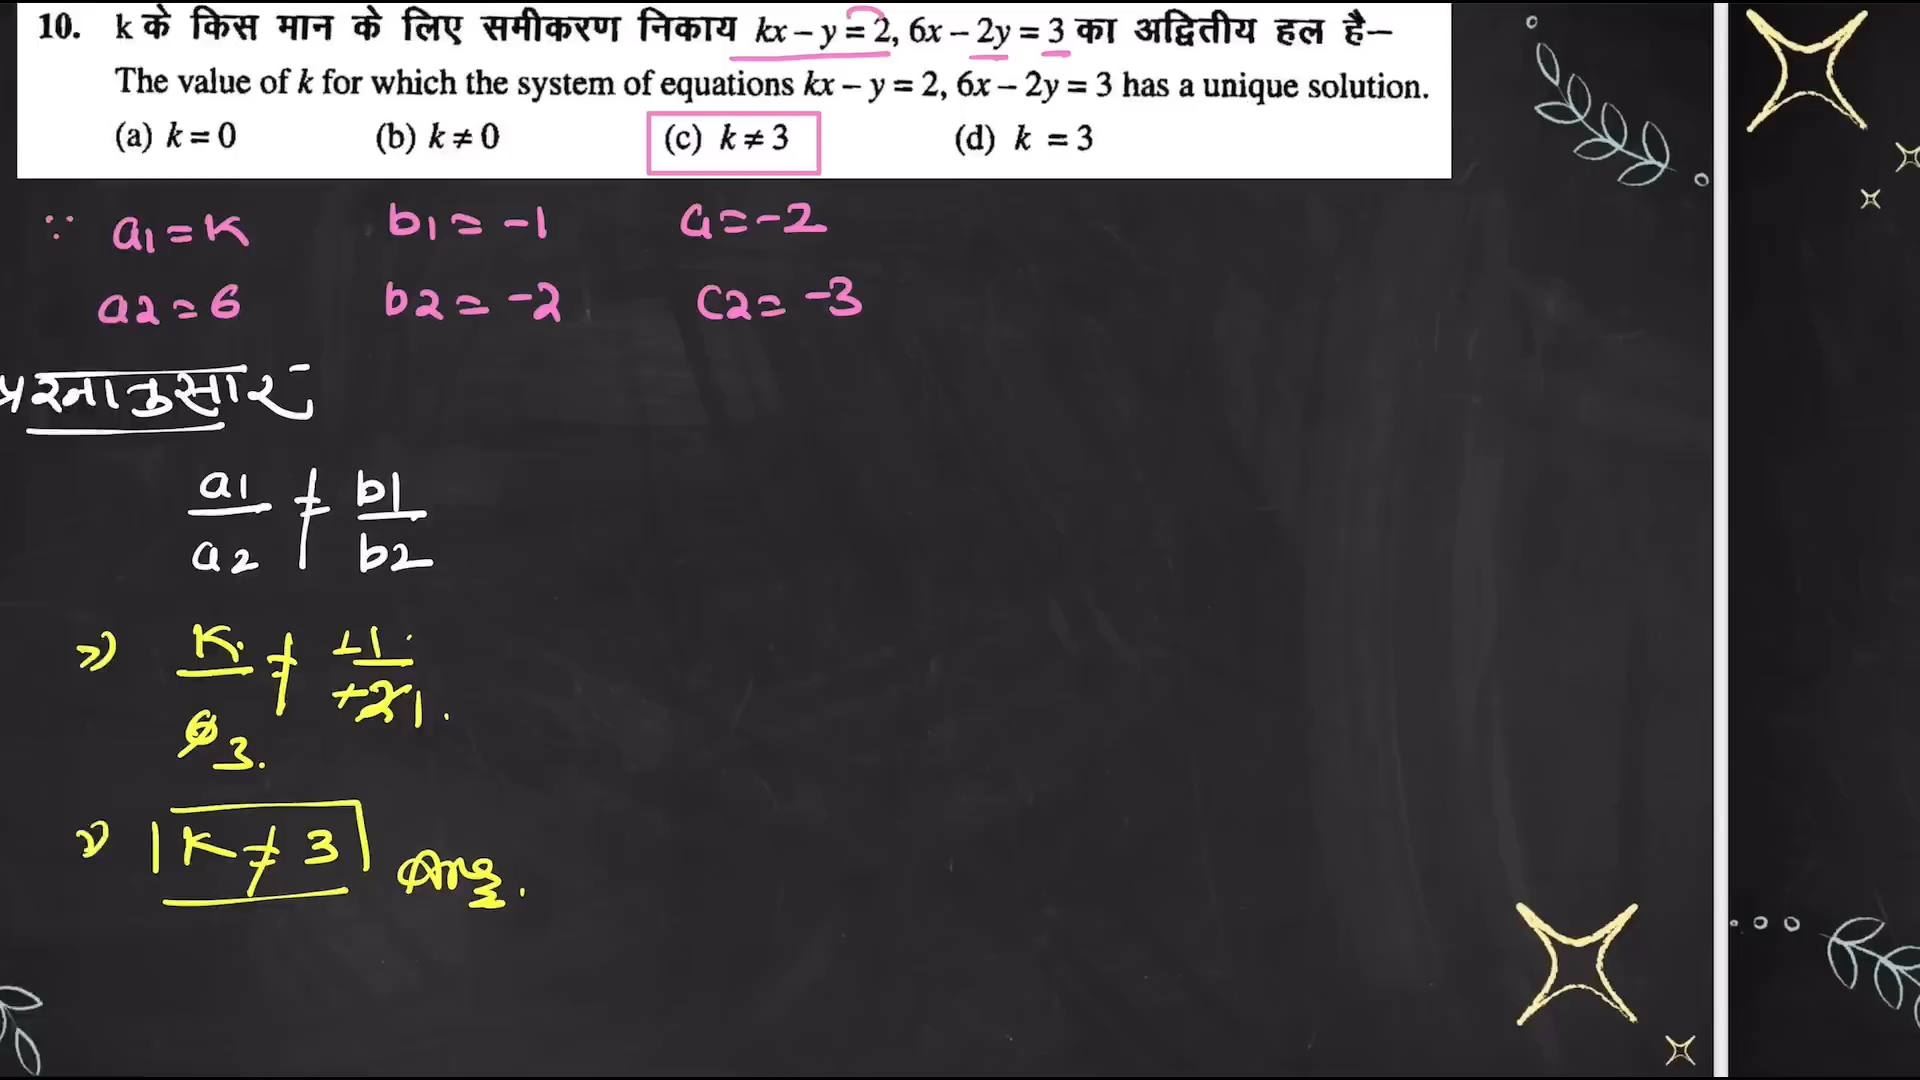 10. k के किस मान के लिए समीकरण निकाय kx – y = 2, 6x – 2y = 3 का अद्वितीय हल है–
The value of k for which the system of equations kx – y = 2, 6x – 2y = 3 has a unique solution.
(a) k = 0 (b) k ≠ 0 (c) k ≠ 3 (d) k = 3
∵ a1 = K b1 = -1 C1 = -2
a2 = 6 b2 = -2 C2 = -3
प्रश्नानुसार -
a1/a2 ≠ b1/b2
⇒ K/6 3. ≠ -1/-2 1.
⇒ K ≠ 3 Ans.